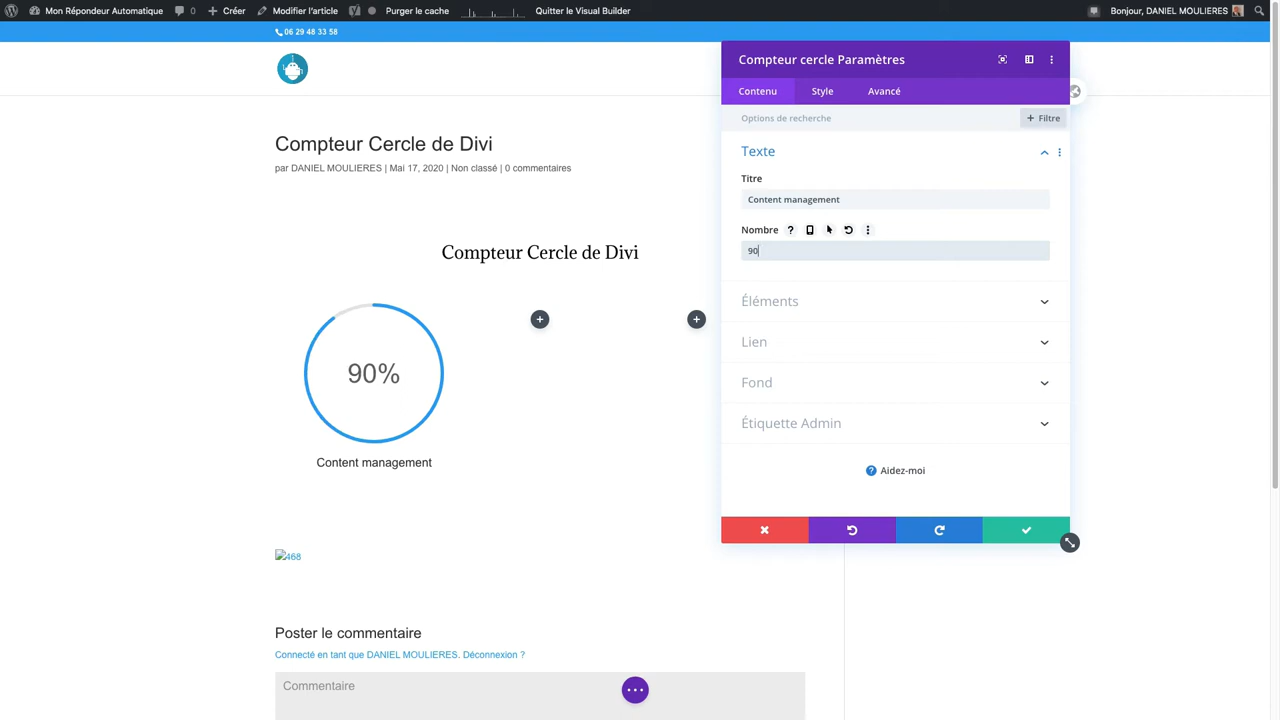 Mon Répondeur Automatique 0 Créer Modifier l'article Purger le cache Quitter le Visual Builder Bonjour, DANIEL MOULIERES
06 29 48 33 58
Compteur cercle Paramètres
Contenu Style Avancé
Options de recherche + Filtre
Texte
Titre
Content management
Nombre ?
90
Éléments
Lien
Fond
Étiquette Admin
? Aidez-moi
Compteur Cercle de Divi
par DANIEL MOULIERES | Mai 17, 2020 | Non classé | 0 commentaires
Compteur Cercle de Divi
90%
Content management
468
Poster le commentaire
Connecté en tant que DANIEL MOULIERES. Déconnexion ?
Commentaire